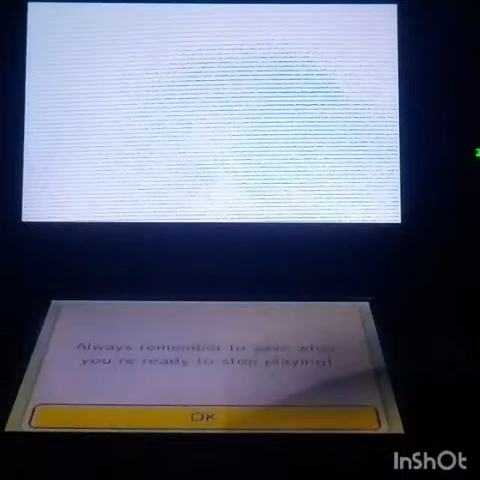 Always remember to save when
you're ready to stop playing!
OK
InShOt